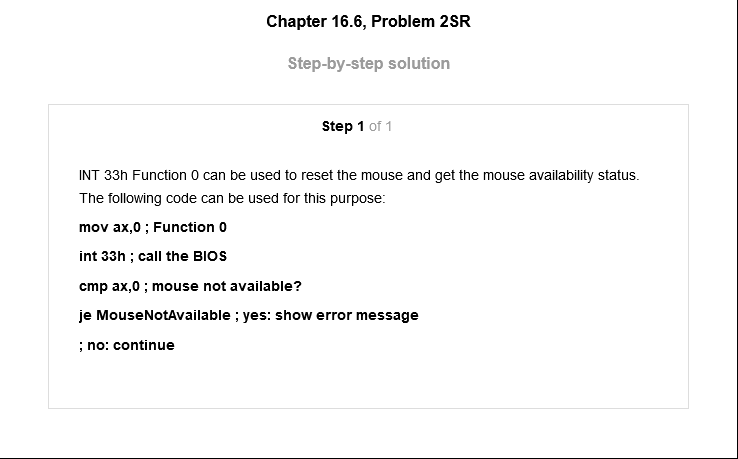 Chapter 16.6, Problem 2SR
Step-by-step solution
Step 1 of 1
INT 33h Function 0 can be used to reset the mouse and get the mouse availability status.
The following code can be used for this purpose:
mov ax,0 ; Function 0
int 33h ; call the BIOS
cmp ax,0 ; mouse not available?
je MouseNotAvailable ; yes: show error message
; no: continue